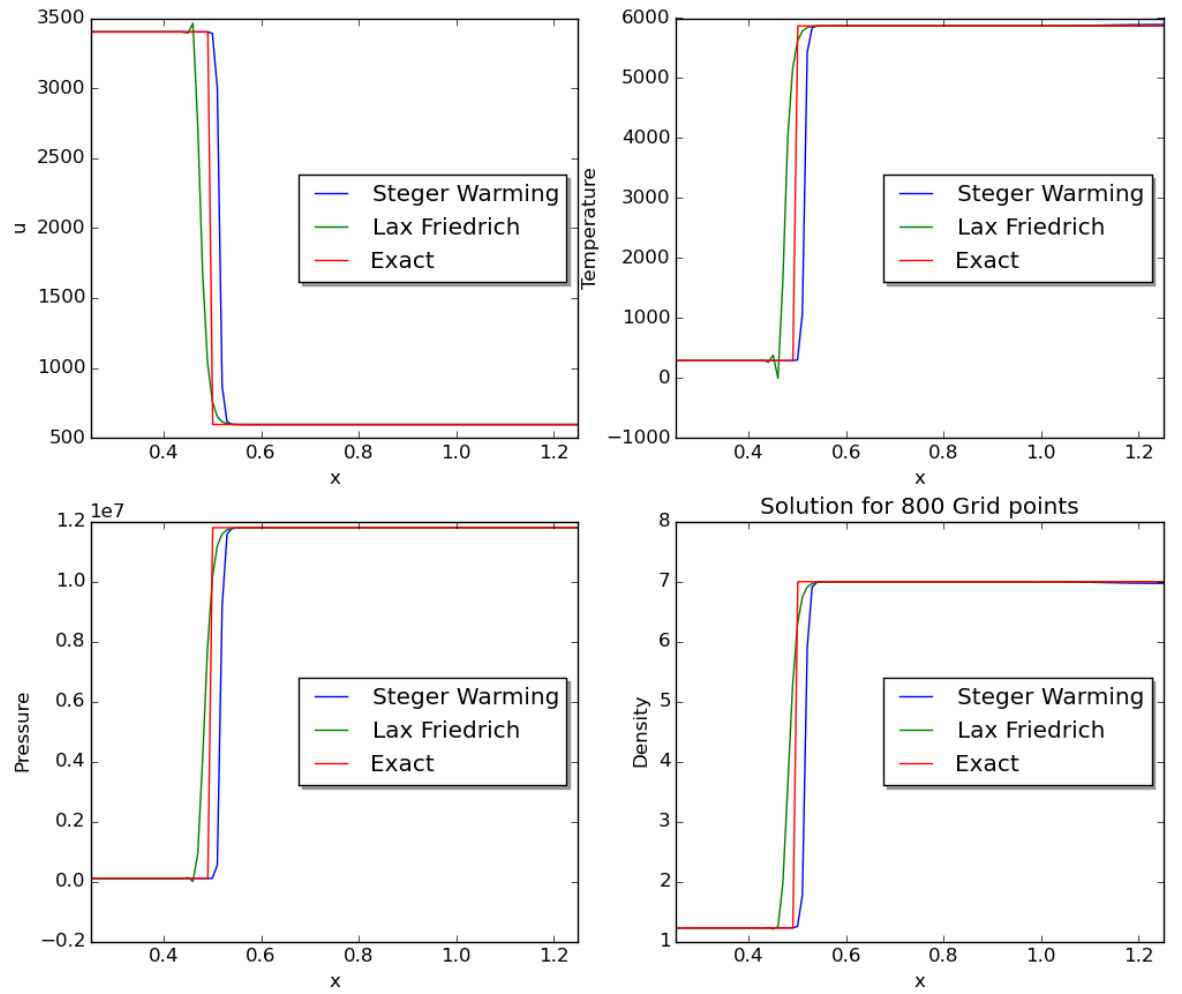 3500
3000
2500
2000
1500
1000
500
u
0.4 0.6 0.8 1.0 1.2
x
Steger Warming
Lax Friedrich
Exact
6000
5000
4000
3000
2000
1000
0
−1000
Temperature
0.4 0.6 0.8 1.0 1.2
x
Steger Warming
Lax Friedrich
Exact
1e7
1.2
1.0
0.8
0.6
0.4
0.2
0.0
−0.2
Pressure
0.4 0.6 0.8 1.0 1.2
x
Steger Warming
Lax Friedrich
Exact
Solution for 800 Grid points
8
7
6
5
4
3
2
1
Density
0.4 0.6 0.8 1.0 1.2
x
Steger Warming
Lax Friedrich
Exact